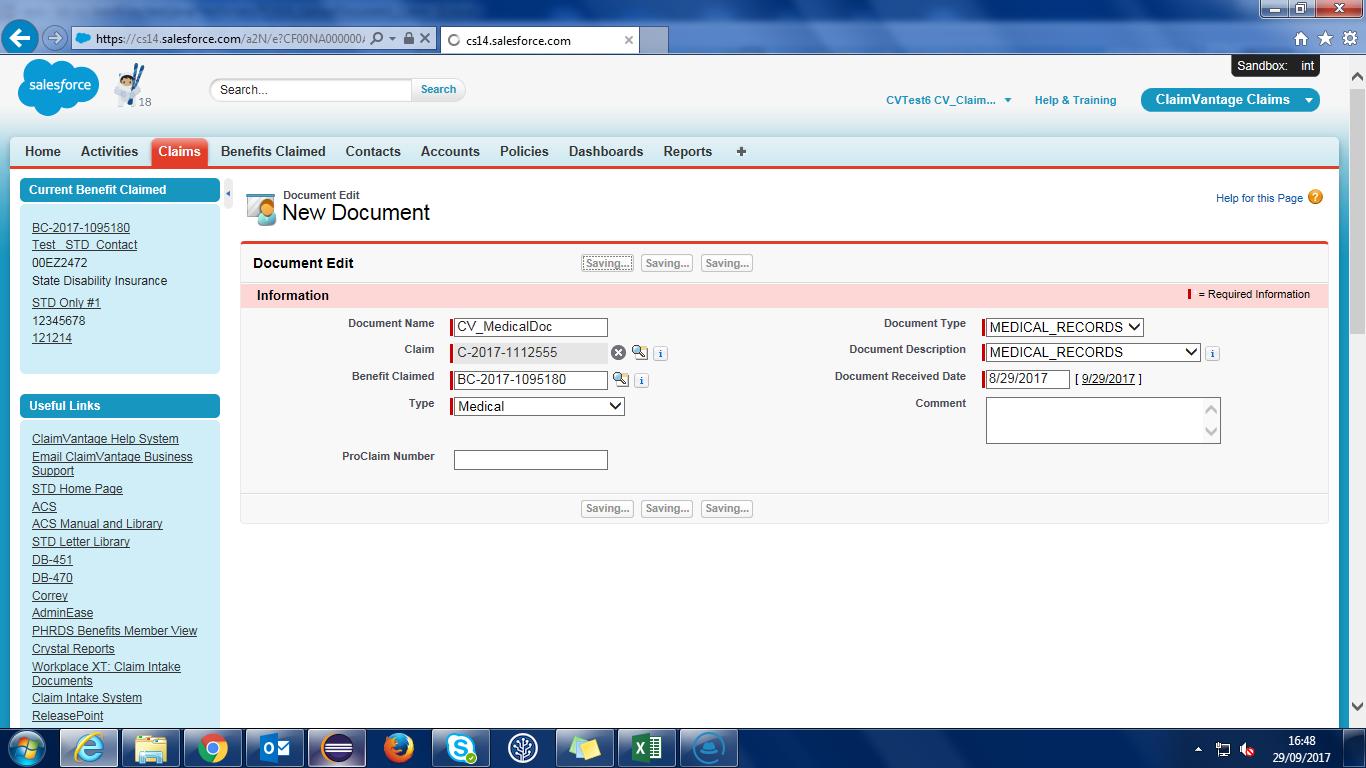 https://cs14.salesforce.com/a2N/e?CF00NA000000
cs14.salesforce.com
Sandbox: int
salesforce
18
Search...
Search
CVTest6 CV_Claim...
Help & Training
ClaimVantage Claims
Home
Activities
Claims
Benefits Claimed
Contacts
Accounts
Policies
Dashboards
Reports
Current Benefit Claimed
BC-2017-1095180
Test_ STD_Contact
00EZ2472
State Disability Insurance
STD Only #1
12345678
121214
Useful Links
ClaimVantage Help System
Email ClaimVantage Business
Support
STD Home Page
ACS
ACS Manual and Library
STD Letter Library
DB-451
DB-470
Correy
AdminEase
PHRDS Benefits Member View
Crystal Reports
Workplace XT: Claim Intake
Documents
Claim Intake System
ReleasePoint
Document Edit
New Document
Help for this Page
Document Edit
Saving... Saving... Saving...
Information
= Required Information
Document Name CV_MedicalDoc
Document Type MEDICAL_RECORDS
Claim C-2017-1112555
Document Description MEDICAL_RECORDS
Benefit Claimed BC-2017-1095180
Document Received Date 8/29/2017 [ 9/29/2017 ]
Type Medical
Comment
ProClaim Number
Saving... Saving... Saving...
16:48
29/09/2017